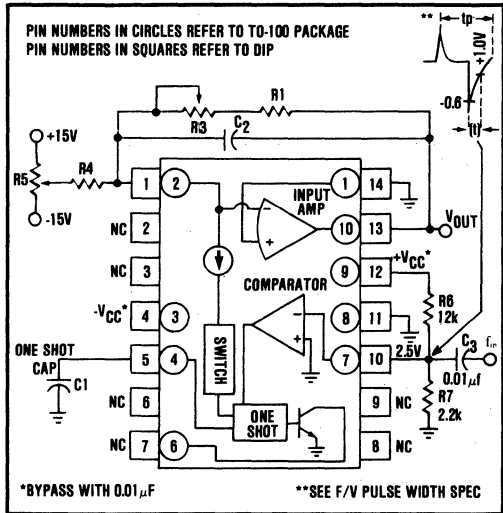 PIN NUMBERS IN CIRCLES REFER TO TO-100 PACKAGE
PIN NUMBERS IN SQUARES REFER TO DIP
** tp
+1.0V
-0.6
(t)
R3
R1
C2
+15V
R5
R4
-15V
1 2
1 14
INPUT AMP
- +
10 13
VOUT
NC 2
NC 3
9 12
+VCC*
COMPARATOR
R6
12k
-VCC* 4 3
8 11
C3
fin
0.01µf
ONE SHOT CAP
C1
5 4
SWITCH
+ -
7 10
2.5V
R7
2.2k
NC 6
ONE SHOT
9 NC
NC 7 6
8 NC
*BYPASS WITH 0.01µF
**SEE F/V PULSE WIDTH SPEC